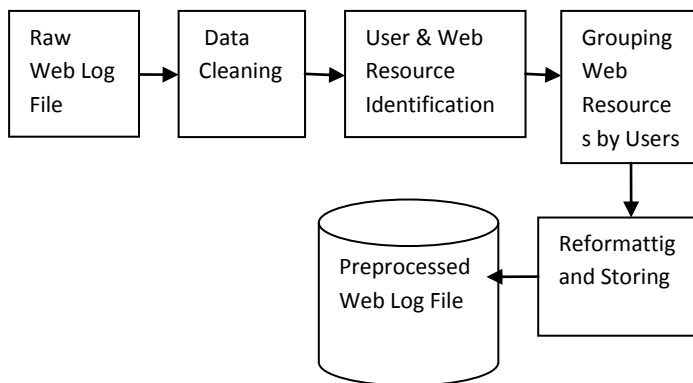 Raw
Web Log
File
Data
Cleaning
User & Web
Resource
Identification
Grouping
Web
Resource
s by Users
Reformattig
and Storing
Preprocessed
Web Log File